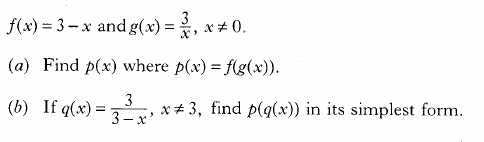 f(x) = 3 – x and g(x) = 3/x, x ≠ 0.
(a) Find p(x) where p(x) = f(g(x)).
(b) If q(x) = 3/(3 – x), x ≠ 3, find p(q(x)) in its simplest form.